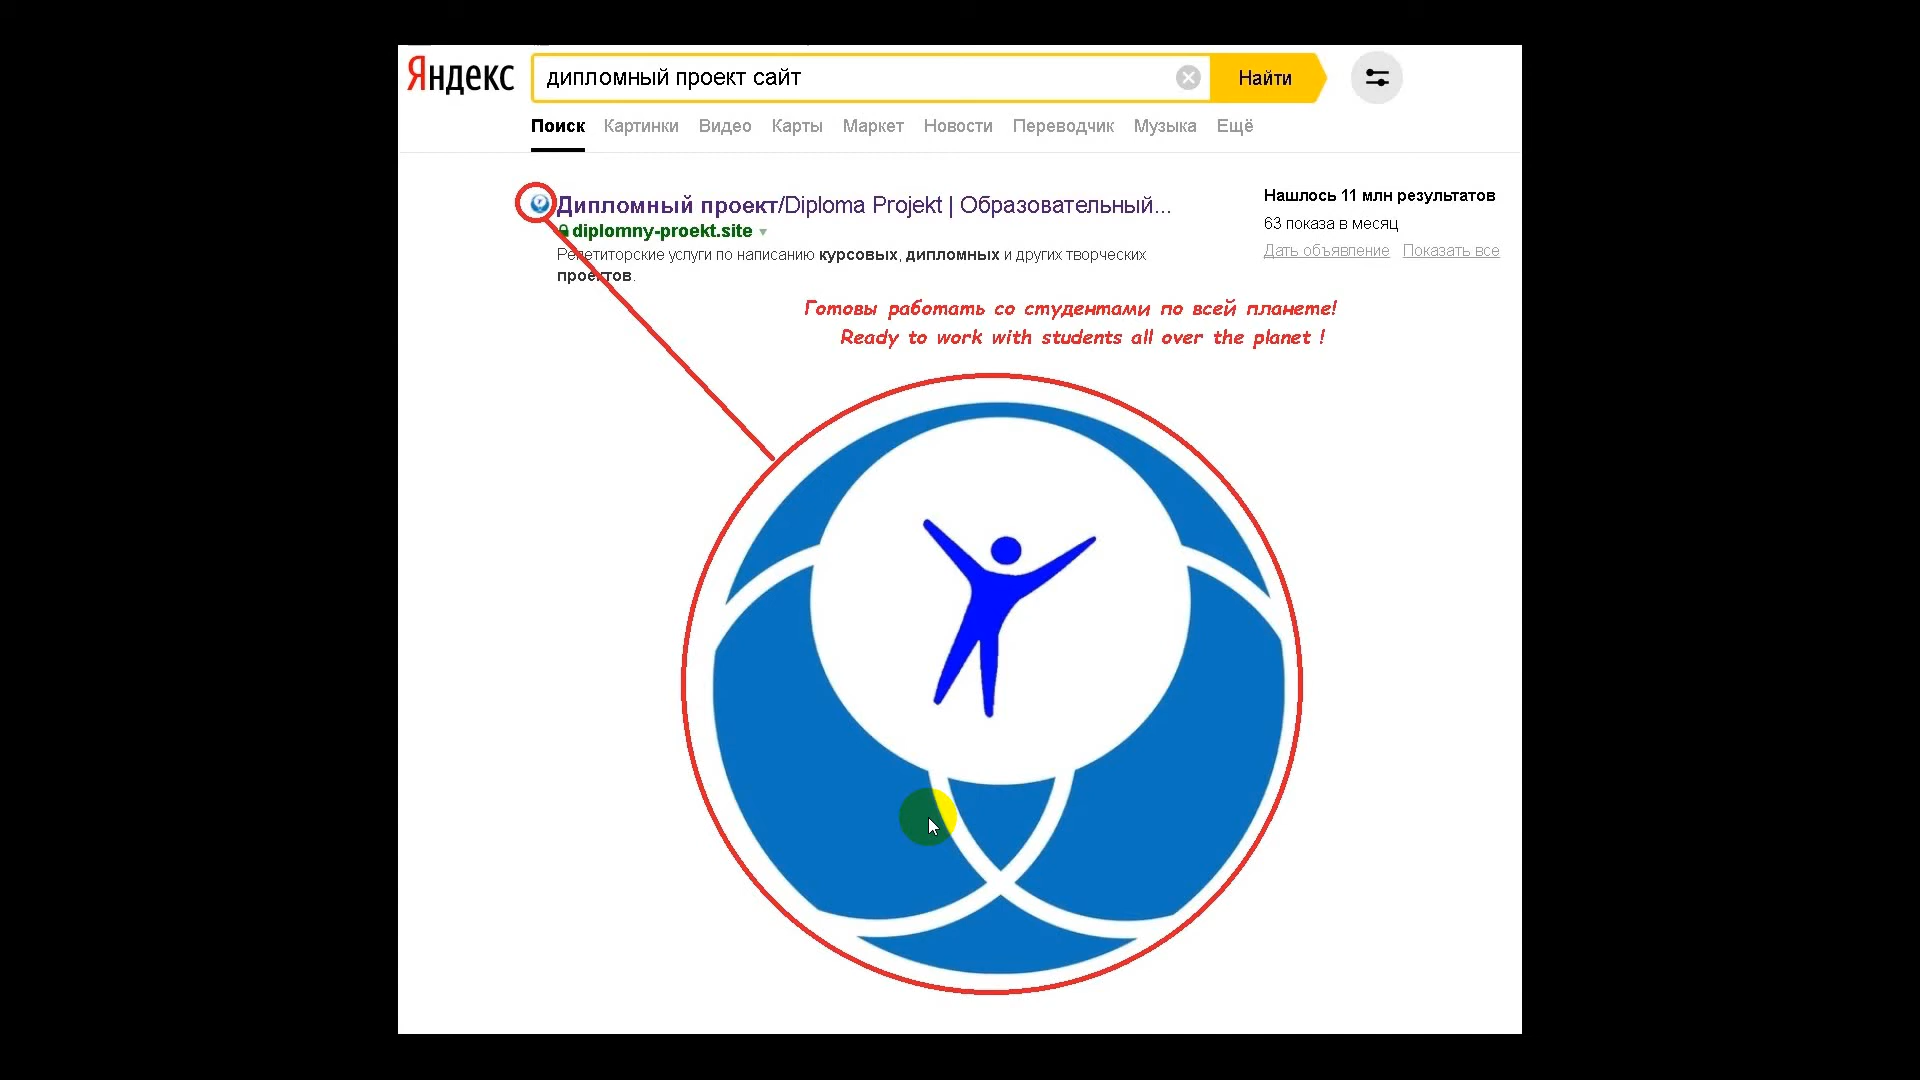 Яндекс
дипломный проект сайт
Найти
Поиск Картинки Видео Карты Маркет Новости Переводчик Музыка Ещё
Дипломный проект/Diploma Projekt | Образовательный...
diplomny-proekt.site
Репетиторские услуги по написанию курсовых, дипломных и других творческих
проектов.
Нашлось 11 млн результатов
63 показа в месяц
Дать объявление Показать все
Готовы работать со студентами по всей планете!
Ready to work with students all over the planet !